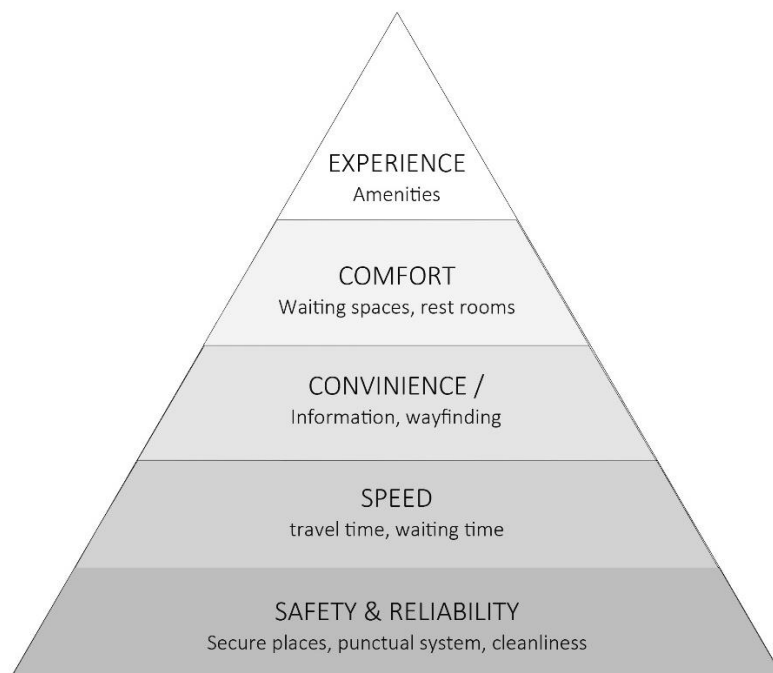 EXPERIENCE
Amenities
COMFORT
Waiting spaces, rest rooms
CONVINIENCE /
Information, wayfinding
SPEED
travel time, waiting time
SAFETY & RELIABILITY
Secure places, punctual system, cleanliness